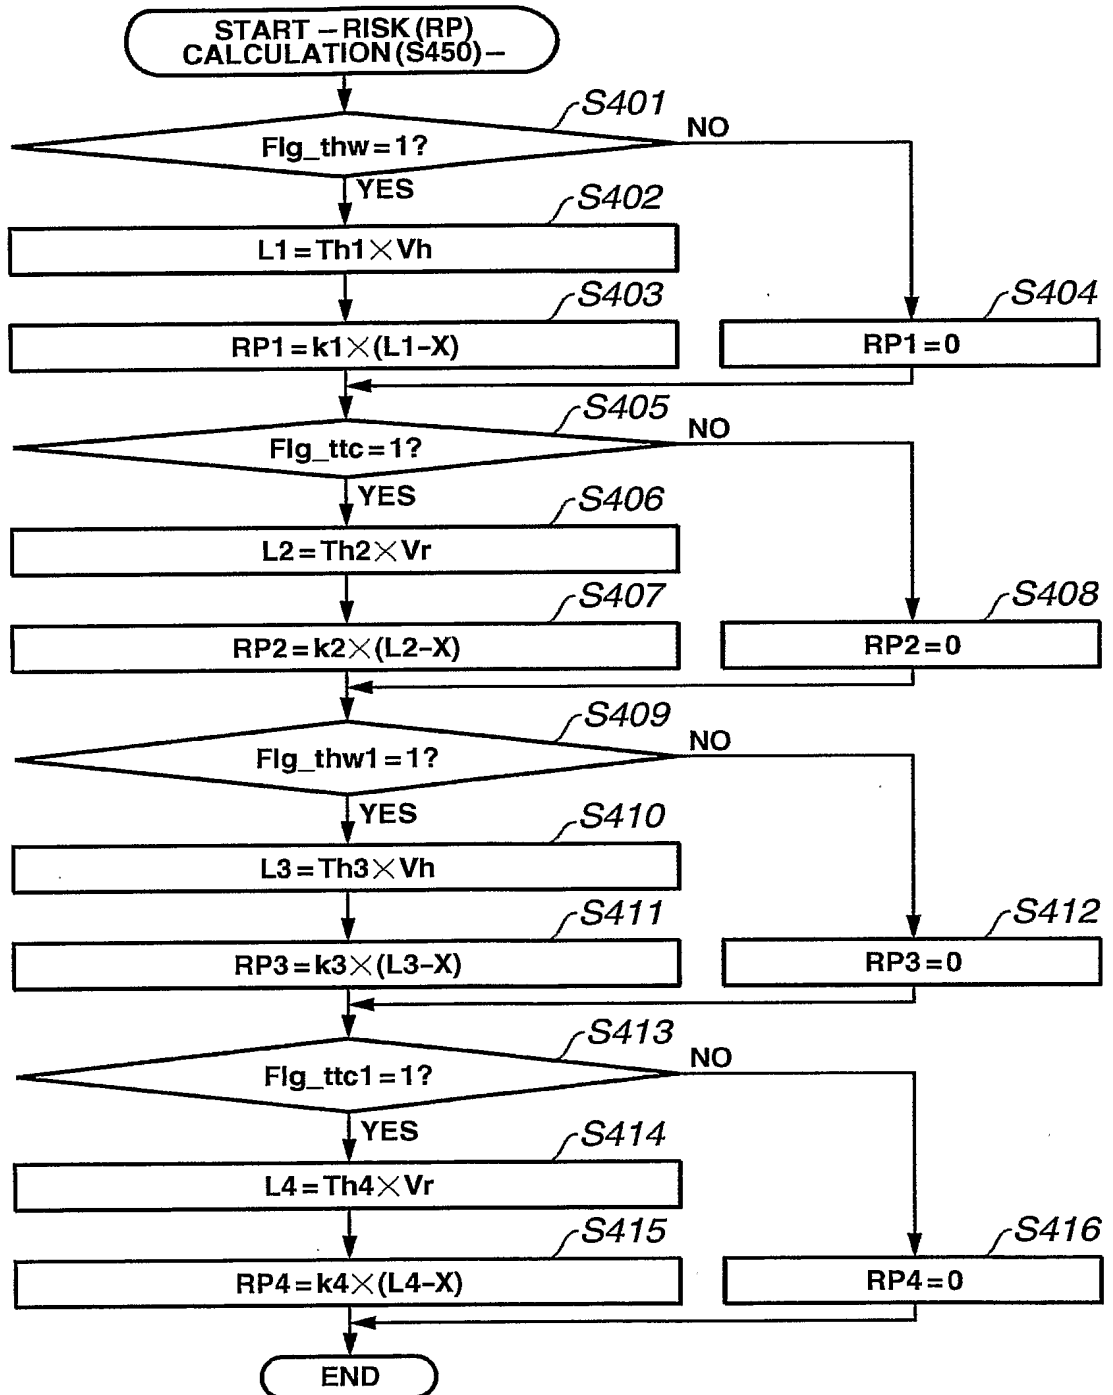 START –RISK(RP)
CALCULATION(S450)–
S401
Flg_thw=1?
NO
YES
S402
L1=Th1×Vh
S403
RP1=k1×(L1-X)
S404
RP1=0
S405
Flg_ttc=1?
NO
YES
S406
L2=Th2×Vr
S407
RP2=k2×(L2-X)
S408
RP2=0
S409
Flg_thw1=1?
NO
YES
S410
L3=Th3×Vh
S411
RP3=k3×(L3-X)
S412
RP3=0
S413
Flg_ttc1=1?
NO
YES
S414
L4=Th4×Vr
S415
RP4=k4×(L4-X)
S416
RP4=0
END